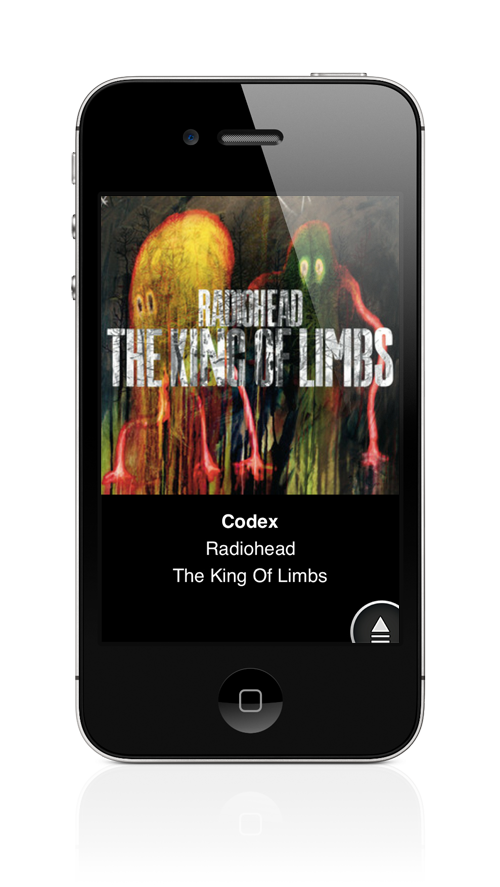 RADIOHEAD
THE KING OF LIMBS
Codex
Radiohead
The King Of Limbs